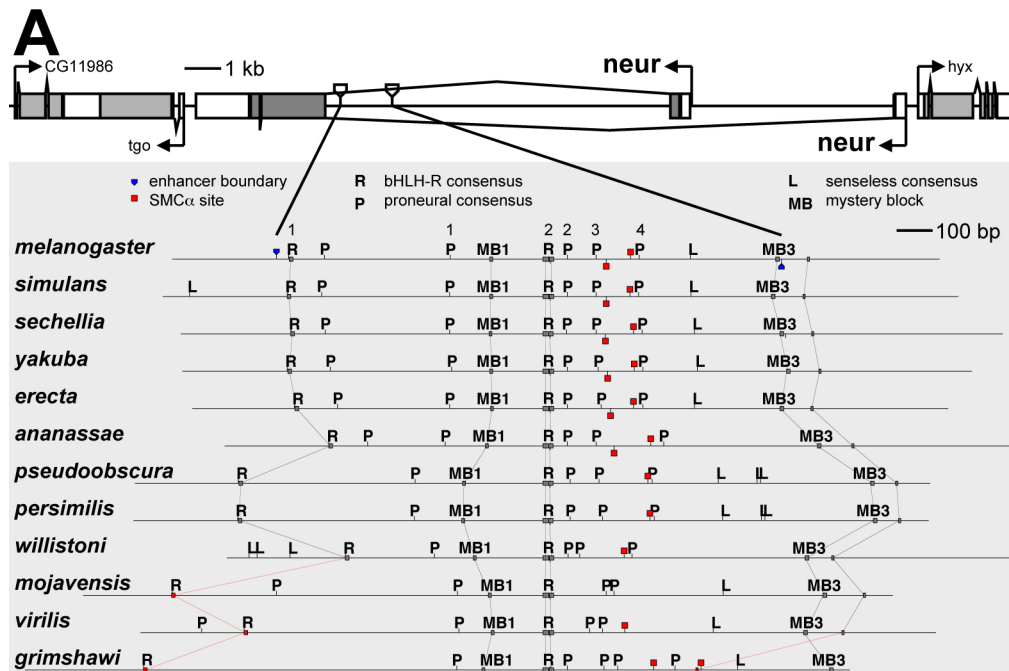 A
CG11986
1 kb
neur
hyx
tgo
neur
enhancer boundary
SMCα site
R bHLH-R consensus
P proneural consensus
L senseless consensus
MB mystery block
100 bp
1 1 2 2 3 4
melanogaster R P P MB1 R P P P L MB3
simulans L R P P MB1 R P P P L MB3
sechellia R P P MB1 R P P P L MB3
yakuba R P P MB1 R P P P L MB3
erecta R P P MB1 R P P P L MB3
ananassae R P P MB1 R P P P MB3
pseudoobscura R P MB1 R P P P L LL MB3
persimilis R P MB1 R P P P L LL MB3
willistoni LL L R P MB1 R P P P MB3
mojavensis R P P MB1 R P P L MB3
virilis P R P MB1 R P P L MB3
grimshawi R P MB1 R P P P L MB3